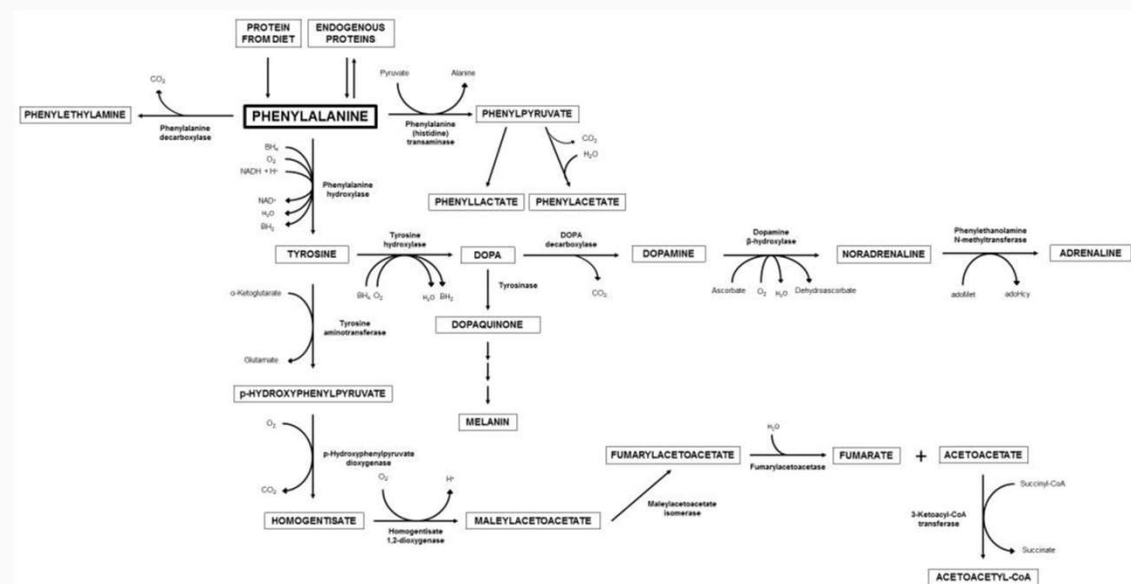 PROTEIN
FROM DIET
ENDOGENOUS
PROTEINS
CO₂
Pyruvate
Alanine
PHENYLETHYLAMINE
PHENYLALANINE
PHENYLPYRUVATE
Phenylalanine
decarboxylase
Phenylalanine
(histidine)
transaminase
CO₂
H₂O
BH₄
O₂
NADH + H⁺
Phenylalanine
hydroxylase
NAD⁺
H₂O
BH₂
PHENYLLACTATE
PHENYLACETATE
Tyrosine
hydroxylase
DOPA
decarboxylase
Dopamine
β-hydroxylase
Phenylethanolamine
N-methyltransferase
TYROSINE
DOPA
DOPAMINE
NORADRENALINE
ADRENALINE
BH₄ O₂
H₂O BH₂
CO₂
Ascorbate
O₂
H₂O
Dehydroascorbate
adoMet
adoHcy
Tyrosinase
α-Ketoglutarate
Tyrosine
aminotransferase
Glutamate
DOPAQUINONE
p-HYDROXYPHENYLPYRUVATE
MELANIN
O₂
p-Hydroxyphenylpyruvate
dioxygenase
CO₂
O₂
H⁺
HOMOGENTISATE
Homogentisate
1,2-dioxygenase
MALEYLACETOACETATE
Maleylacetoacetate
isomerase
FUMARYLACETOACETATE
H₂O
Fumarylacetoacetase
FUMARATE
+
ACETOACETATE
Succinyl-CoA
3-Ketoacyl-CoA
transferase
Succinate
ACETOACETYL-CoA